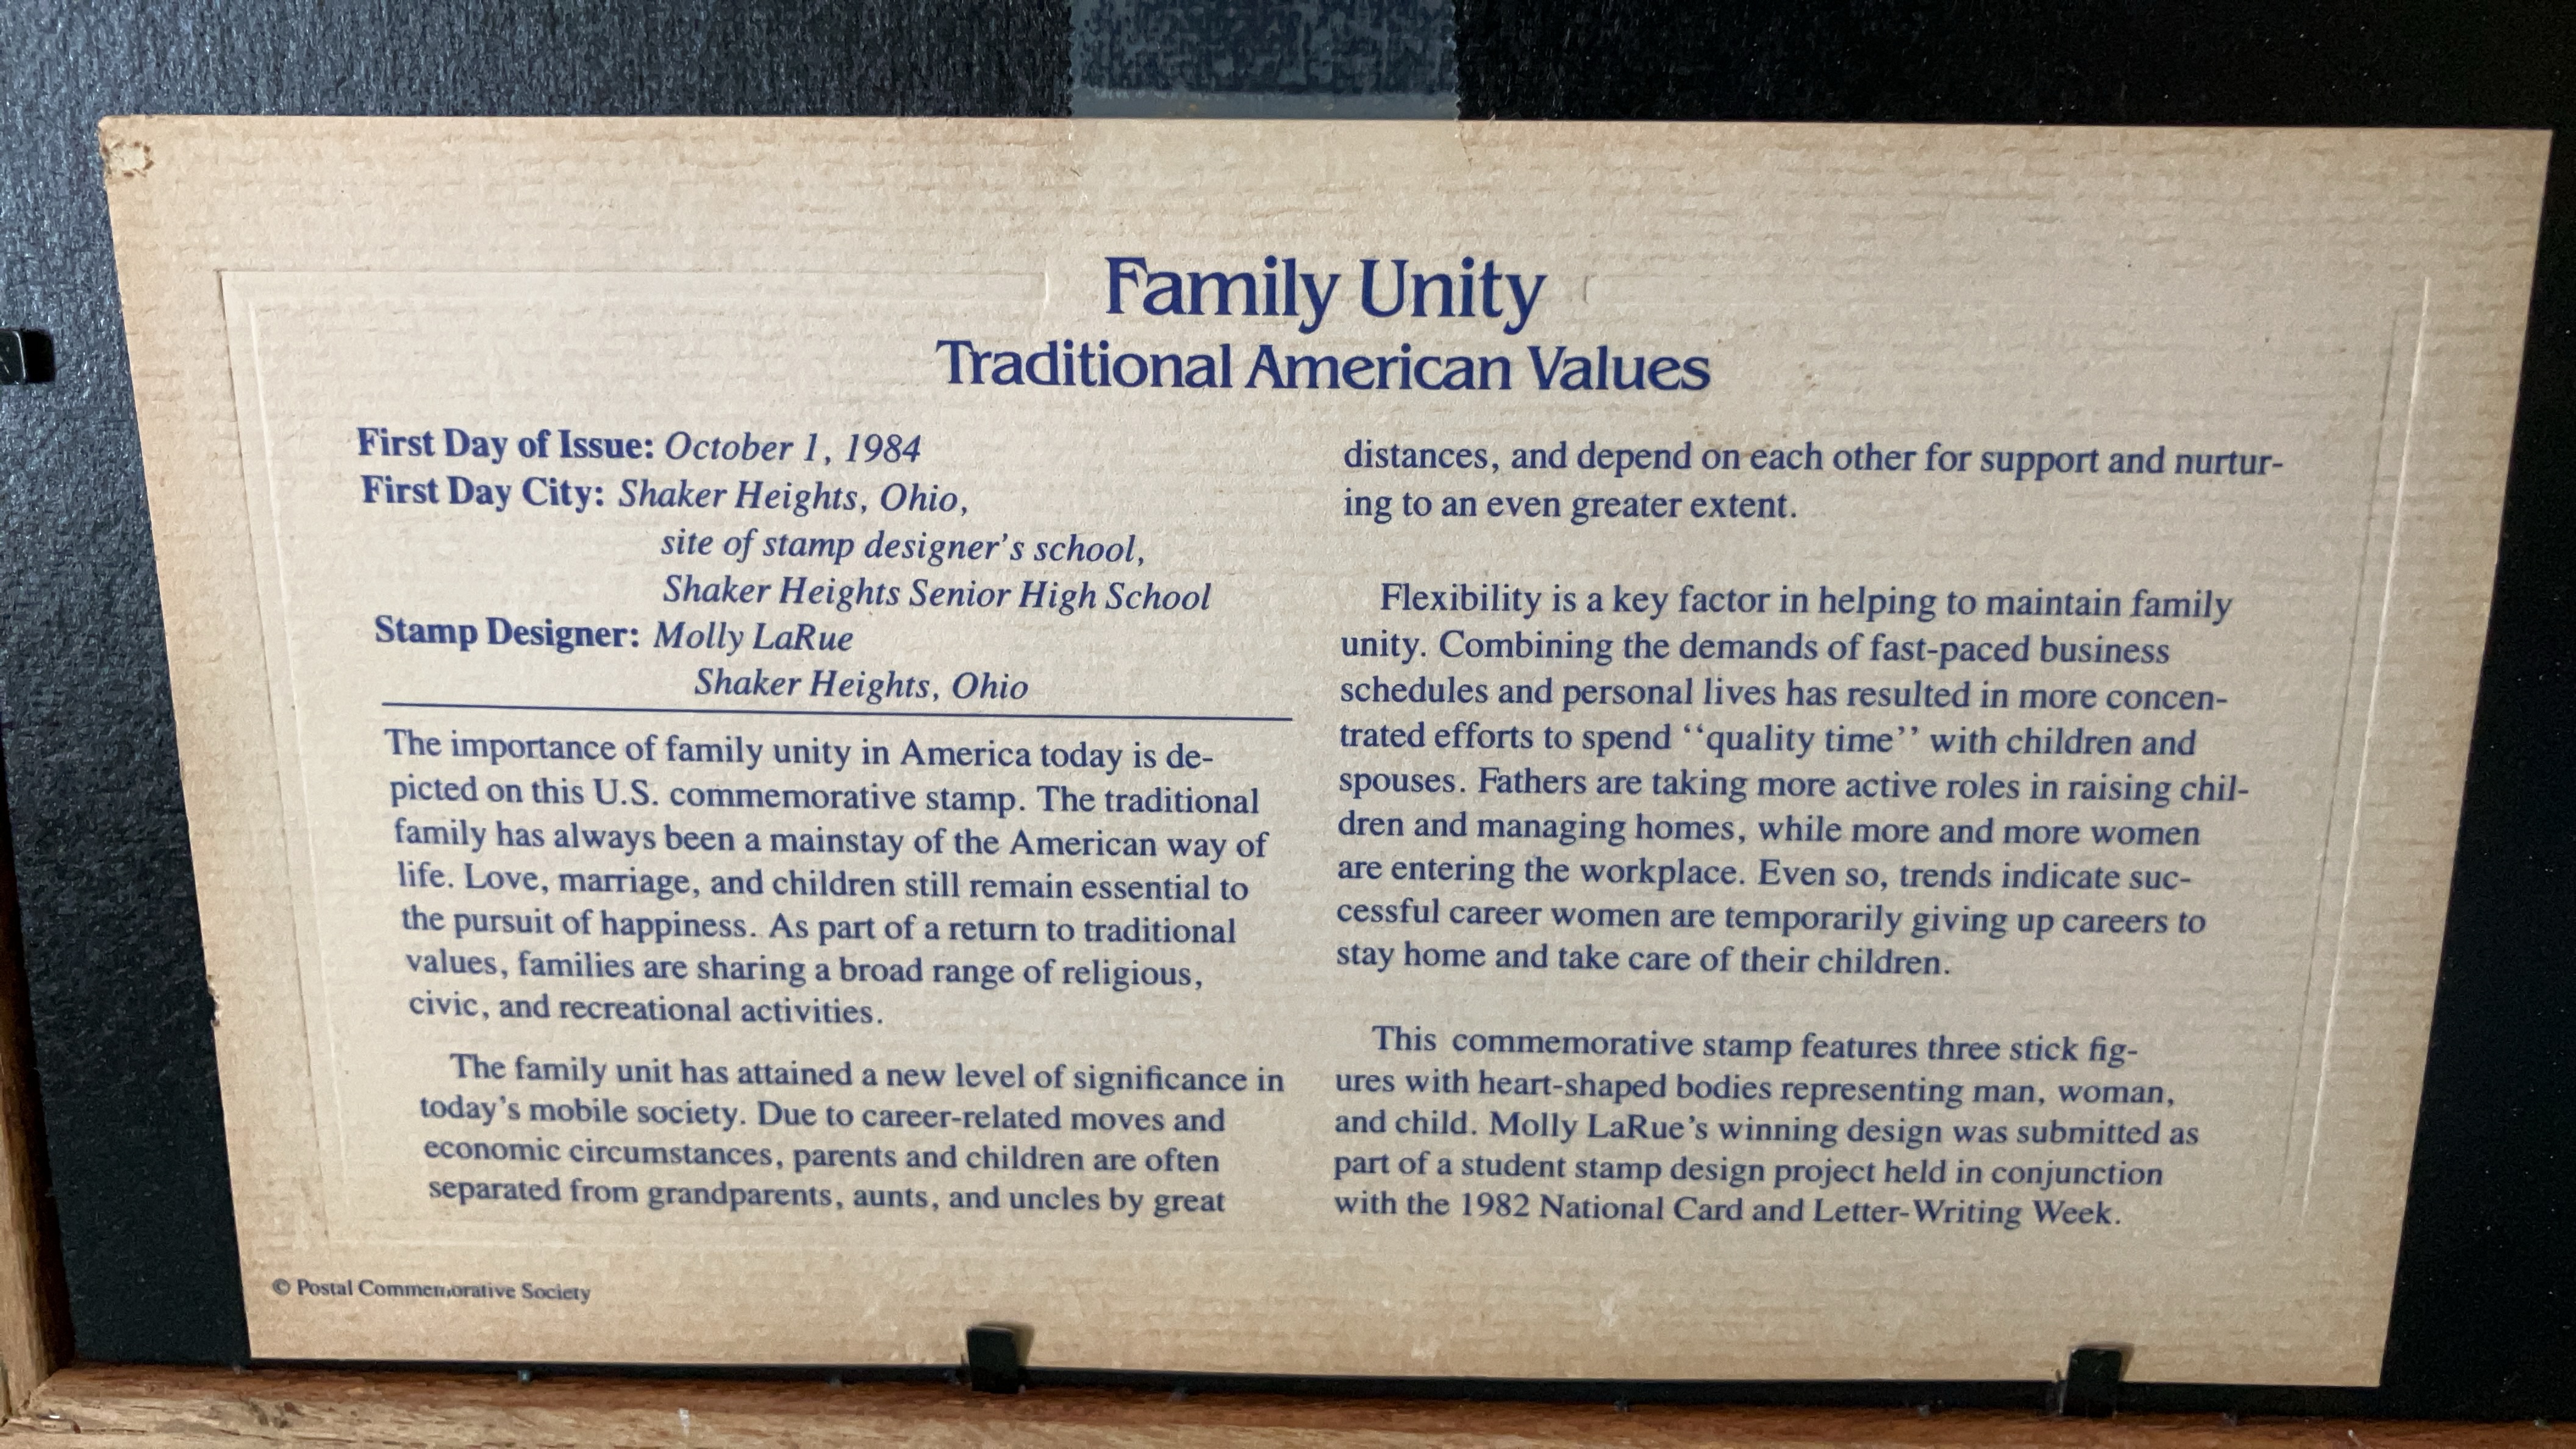 Family Unity
Traditional American Values
First Day of Issue: October 1, 1984
First Day City: Shaker Heights, Ohio,
site of stamp designer's school,
Shaker Heights Senior High School
Stamp Designer: Molly LaRue
Shaker Heights, Ohio
The importance of family unity in America today is de-
picted on this U.S. commemorative stamp. The traditional
family has always been a mainstay of the American way of
life. Love, marriage, and children still remain essential to
the pursuit of happiness. As part of a return to traditional
values, families are sharing a broad range of religious,
civic, and recreational activities.
The family unit has attained a new level of significance in
today's mobile society. Due to career-related moves and
economic circumstances, parents and children are often
separated from grandparents, aunts, and uncles by great
distances, and depend on each other for support and nurtur-
ing to an even greater extent.
Flexibility is a key factor in helping to maintain family
unity. Combining the demands of fast-paced business
schedules and personal lives has resulted in more concen-
trated efforts to spend ‘‘quality time’’ with children and
spouses. Fathers are taking more active roles in raising chil-
dren and managing homes, while more and more women
are entering the workplace. Even so, trends indicate suc-
cessful career women are temporarily giving up careers to
stay home and take care of their children.
This commemorative stamp features three stick fig-
ures with heart-shaped bodies representing man, woman,
and child. Molly LaRue's winning design was submitted as
part of a student stamp design project held in conjunction
with the 1982 National Card and Letter-Writing Week.
© Postal Commemorative Society